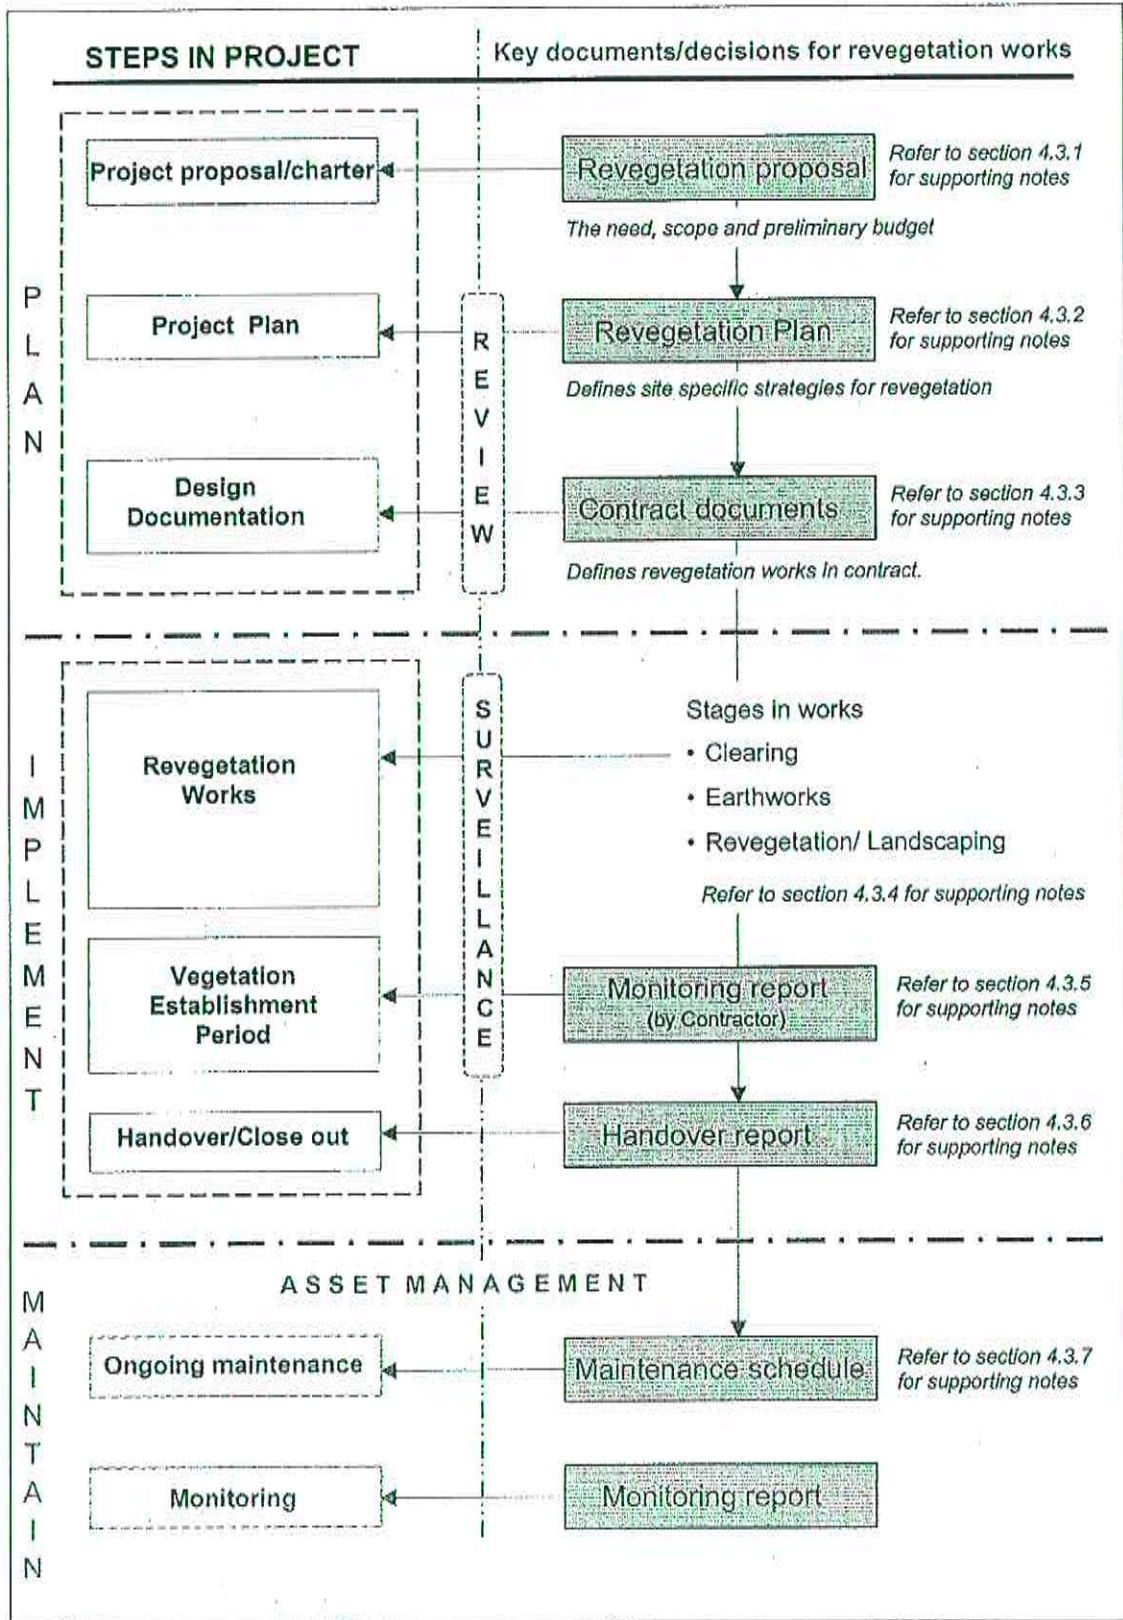 STEPS IN PROJECT
Key documents/decisions for revegetation works
PLAN
Project proposal/charter
Revegetation proposal
Refer to section 4.3.1
for supporting notes
The need, scope and preliminary budget
REVIEW
Project Plan
Revegetation Plan
Refer to section 4.3.2
for supporting notes
Defines site specific strategies for revegetation
Design
Documentation
Contract documents
Refer to section 4.3.3
for supporting notes
Defines revegetation works in contract.
IMPLEMENT
SURVEILLANCE
Revegetation
Works
Stages in works
• Clearing
• Earthworks
• Revegetation/ Landscaping
Refer to section 4.3.4 for supporting notes
Vegetation
Establishment
Period
Monitoring report
(by Contractor)
Refer to section 4.3.5
for supporting notes
Handover/Close out
Handover report
Refer to section 4.3.6
for supporting notes
MAINTAIN
ASSET MANAGEMENT
Ongoing maintenance
Maintenance schedule
Refer to section 4.3.7
for supporting notes
Monitoring
Monitoring report